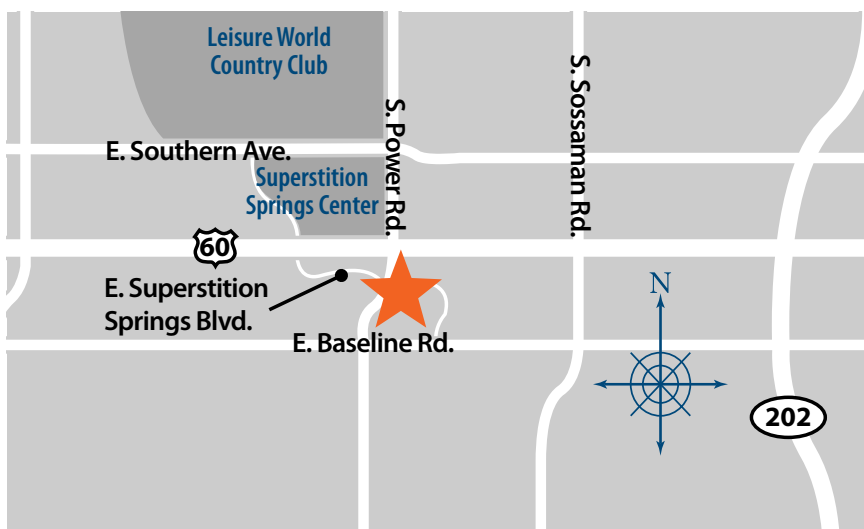 Leisure World
Country Club
S. Power Rd.
S. Sossaman Rd.
E. Southern Ave.
Superstition
Springs Center
60
E. Superstition
Springs Blvd.
N
E. Baseline Rd.
202